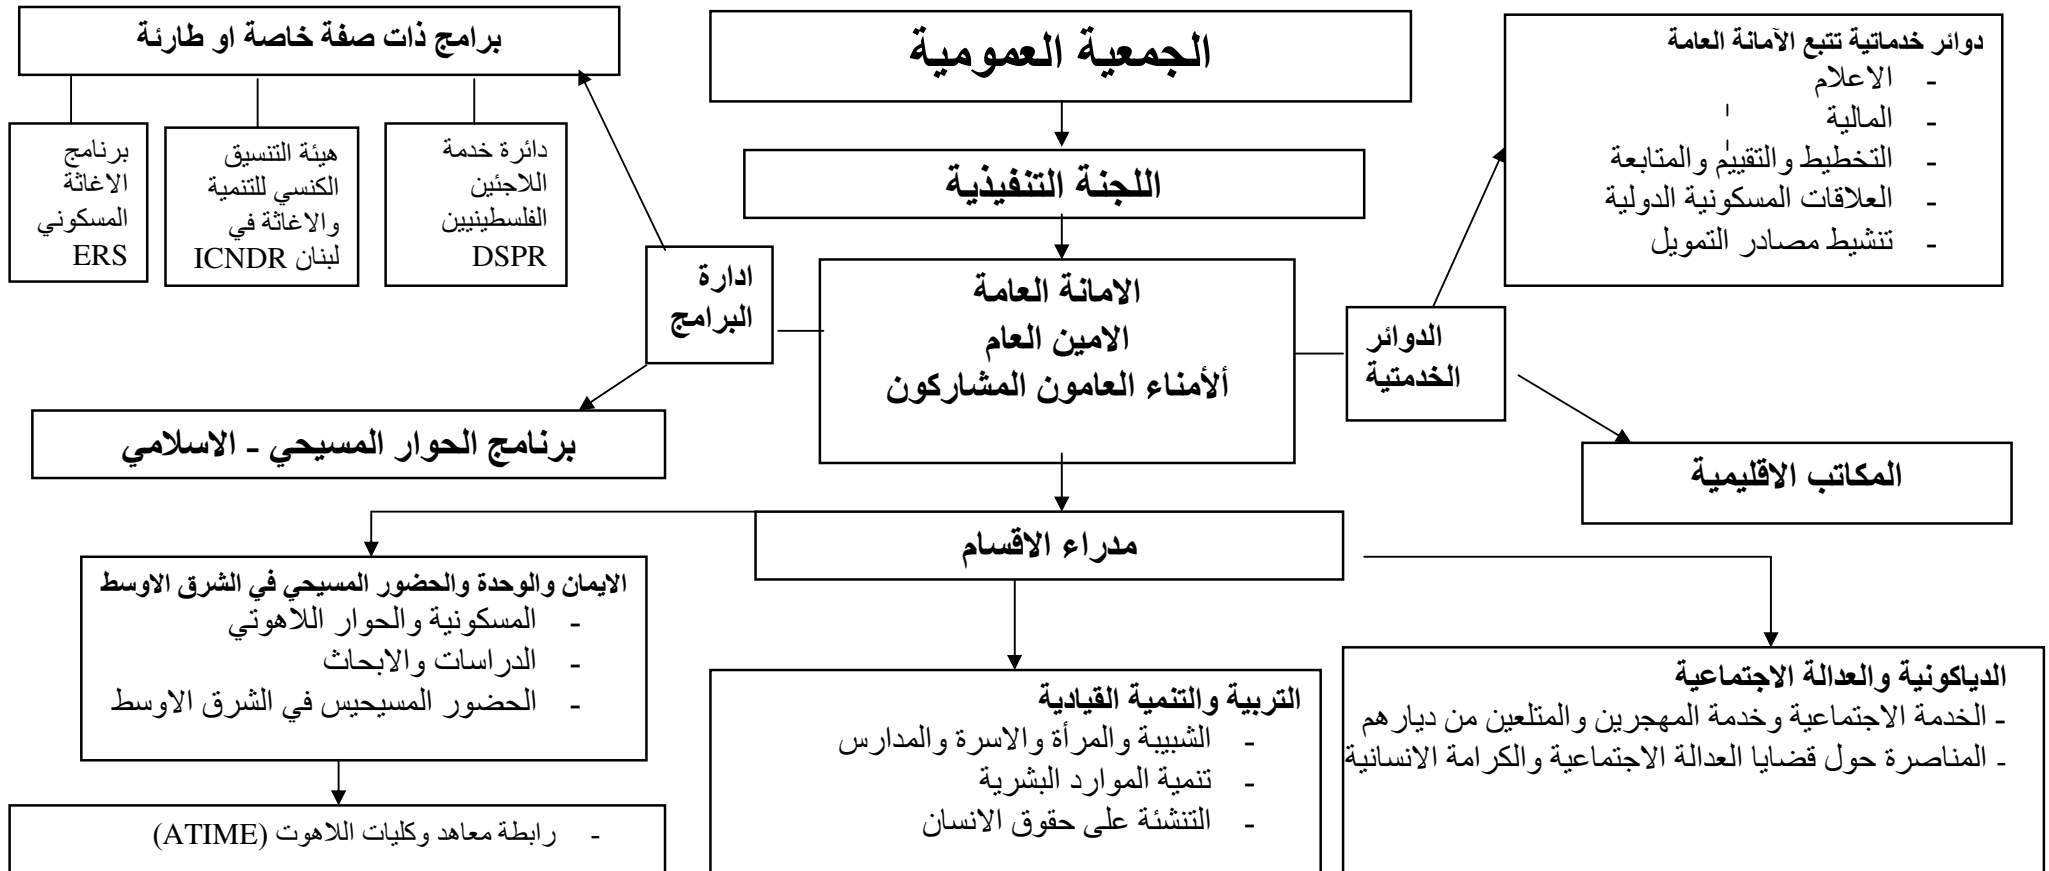 الجمعية العمومية
اللجنة التنفيذية
الامانة العامة
الامين العام
ألأمناء العامون المشاركون
دوائر خدماتية تتبع الآمانة العامة
- الاعلام
- المالية
- التخطيط والتقييم والمتابعة
- العلاقات المسكونية الدولية
- تنشيط مصادر التمويل
الدوائر
الخدمتية
المكاتب الاقليمية
برامج ذات صفة خاصة او طارئة
دائرة خدمة
اللاجئين
الفلسطينيين
DSPR
هيئة التنسيق
الكنسي للتنمية
والاغاثة في
لبنان ICNDR
برنامج
الاغاثة
المسكوني
ERS
ادارة
البرامج
برنامج الحوار المسيحي - الاسلامي
مدراء الاقسام
الدياكونية والعدالة الاجتماعية
- الخدمة الاجتماعية وخدمة المهجرين والمتلعين من ديارهم
- المناصرة حول قضايا العدالة الاجتماعية والكرامة الانسانية
التربية والتنمية القيادية
- الشبيبة والمرأة والاسرة والمدارس
- تنمية الموارد البشرية
- التنشئة على حقوق الانسان
الايمان والوحدة والحضور المسيحي في الشرق الاوسط
- المسكونية والحوار اللاهوتي
- الدراسات والابحاث
- الحضور المسيحيس في الشرق الاوسط
- رابطة معاهد وكليات اللاهوت (ATIME)